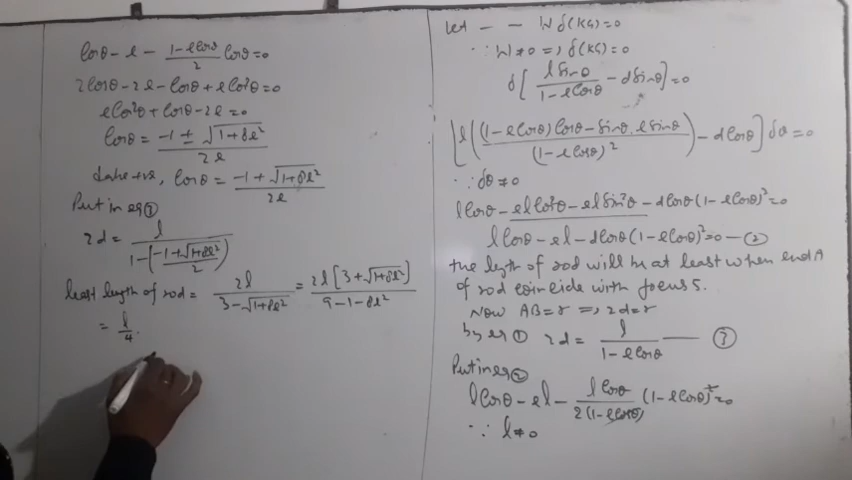 Let - - W δ(KG)=0
∵ W≠0 ⇒ δ(KG)=0
δ[ l sinθ / (1-e cosθ) - d sinθ ]=0
[ l( ((1-e cosθ) cosθ - sinθ. e sinθ) / (1-e cosθ)² ) - d cosθ ] δθ =0
∵ δθ≠0
l cosθ - el cos²θ - el sin²θ - d cosθ (1-e cosθ)²=0
l cosθ - el - d cosθ (1-e cosθ)²=0 — ②
the length of rod will be at least when end A
of rod coincide with focus S.
Now AB=r ⇒ 2d=r
by eq ① 2d = l / (1-e cosθ) — ③
Put in eq ②
l cosθ - el - (l cosθ / 2(1-e cosθ)) (1-e cosθ)²=0
∵ l≠0
cosθ - e - ((1-e cosθ)/2) cosθ=0
2cosθ - 2e - cosθ + e cos²θ=0
e cos²θ + cosθ - 2e=0
cosθ = (-1 ± √(1+8e²)) / 2e
take +ve, cosθ = (-1+√(1+8e²)) / 2e
Put in eq ③
2d = l / (1-(-1+√(1+8e²))/2)
least length of rod = 2l / (3-√(1+8e²)) = 2l[3+√(1+8e²)] / (9-1-8e²)
= l/4.